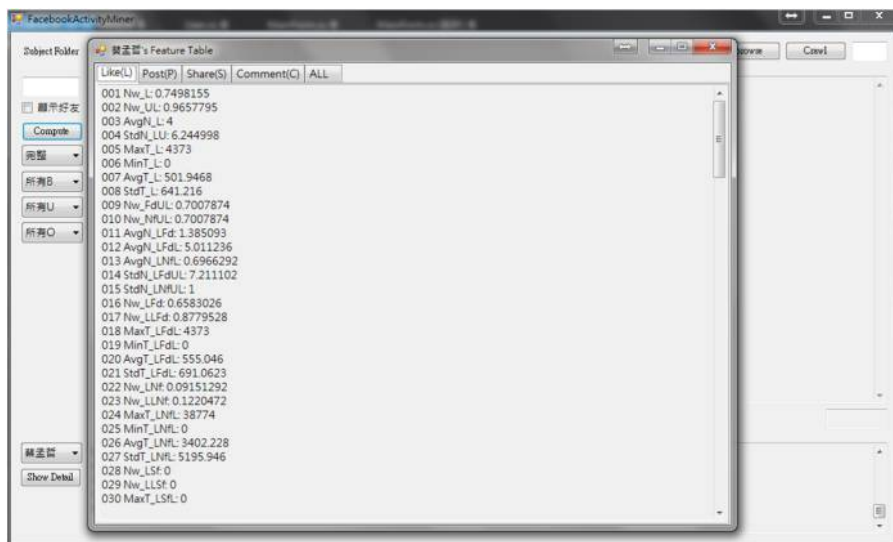 FacebookActivityMiner
Subject Folder
Crawl
顯示好友
Compute
完整
所有B
所有U
所有O
蘇孟哲
Show Detail
's Feature Table
Like(L) Post(P) Share(S) Comment(C) ALL
001 Nw_L: 0.7498155
002 Nw_UL: 0.9657795
003 AvgN_L: 4
004 StdN_LU: 6.244998
005 MaxT_L: 4373
006 MinT_L: 0
007 AvgT_L: 501.9468
008 StdT_L: 641.216
009 Nw_FdUL: 0.7007874
010 Nw_NfUL: 0.7007874
011 AvgN_LFd: 1.385093
012 AvgN_LFdL: 5.011236
013 AvgN_LNfL: 0.6966292
014 StdN_LFdUL: 7.211102
015 StdN_LNfUL: 1
016 Nw_LFd: 0.6583026
017 Nw_LLFd: 0.8779528
018 MaxT_LFdL: 4373
019 MinT_LFdL: 0
020 AvgT_LFdL: 555.046
021 StdT_LFdL: 691.0623
022 Nw_LNf: 0.09151292
023 Nw_LLNf: 0.1220472
024 MaxT_LNfL: 38774
025 MinT_LNfL: 0
026 AvgT_LNfL: 3402.228
027 StdT_LNfL: 5195.946
028 Nw_LSf: 0
029 Nw_LLSf: 0
030 MaxT_LSfL: 0